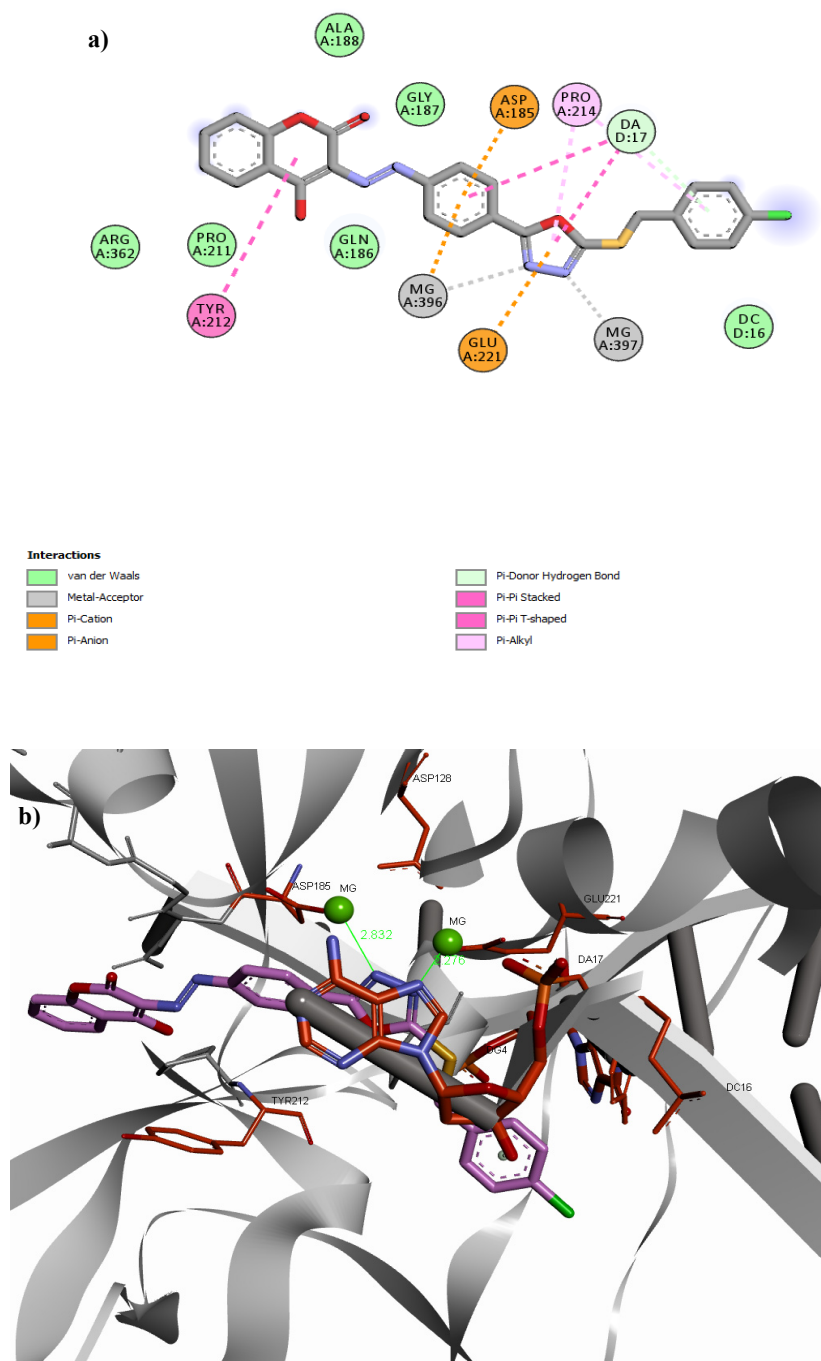 a)
ALA
A:188
GLY
A:187
ASP
A:185
PRO
A:214
DA
D:17
ARG
A:362
PRO
A:211
GLN
A:186
TYR
A:212
MG
A:396
GLU
A:221
MG
A:397
DC
D:16
Interactions
van der Waals
Metal-Acceptor
Pi-Cation
Pi-Anion
Pi-Donor Hydrogen Bond
Pi-Pi Stacked
Pi-Pi T-shaped
Pi-Alkyl
b)
ASP128
ASP185
MG
GLU221
MG
2.832
DA17
DC16
TYR212